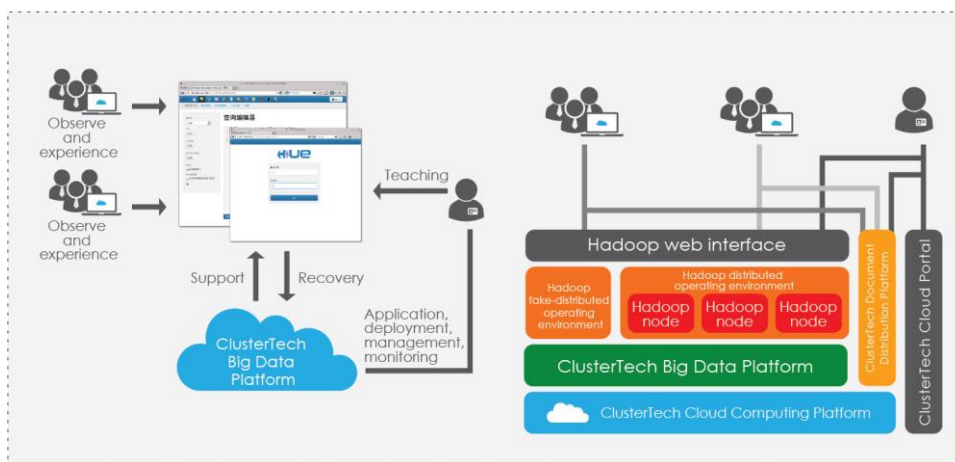 Observe
and
experience
Observe
and
experience
查询编辑器
HUE
Teaching
Support
Recovery
Application,
deployment,
management,
monitoring
ClusterTech
Big Data
Platform
Hadoop web interface
Hadoop
fake-distributed
operating
environment
Hadoop distributed
operating environment
Hadoop
node
Hadoop
node
Hadoop
node
ClusterTech Big Data Platform
ClusterTech Cloud Computing Platform
ClusterTech Document
Distribution Platform
ClusterTech Cloud Portal